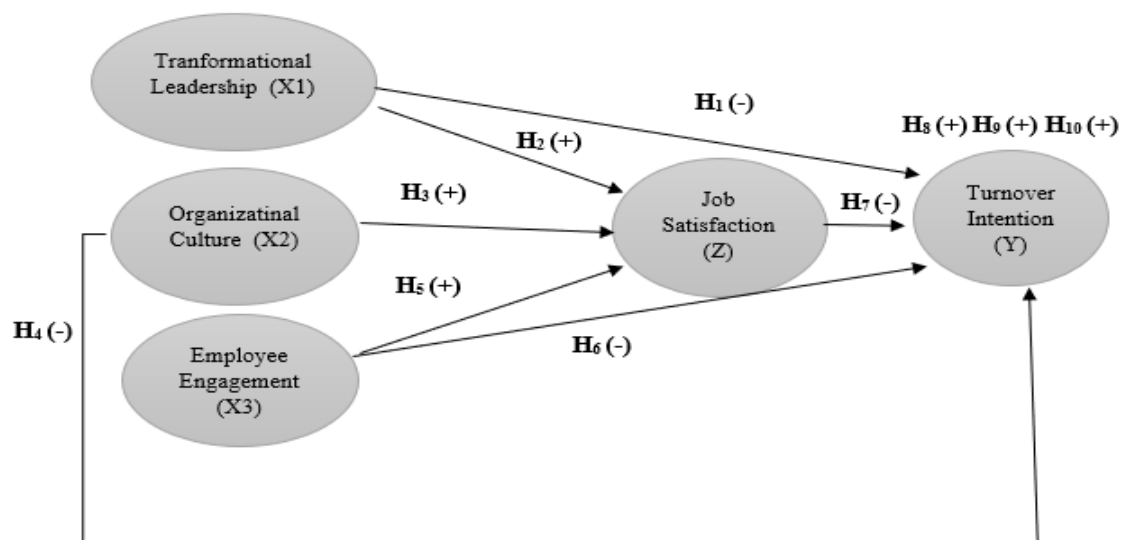 Tranformational
Leadership (X1)
H₁ (-)
H₈ (+) H₉ (+) H₁₀ (+)
H₂ (+)
H₃ (+)
Organizatinal
Culture (X2)
Job
Satisfaction
(Z)
H₇ (-)
Turnover
Intention
(Y)
H₅ (+)
H₄ (-)
H₆ (-)
Employee
Engagement
(X3)